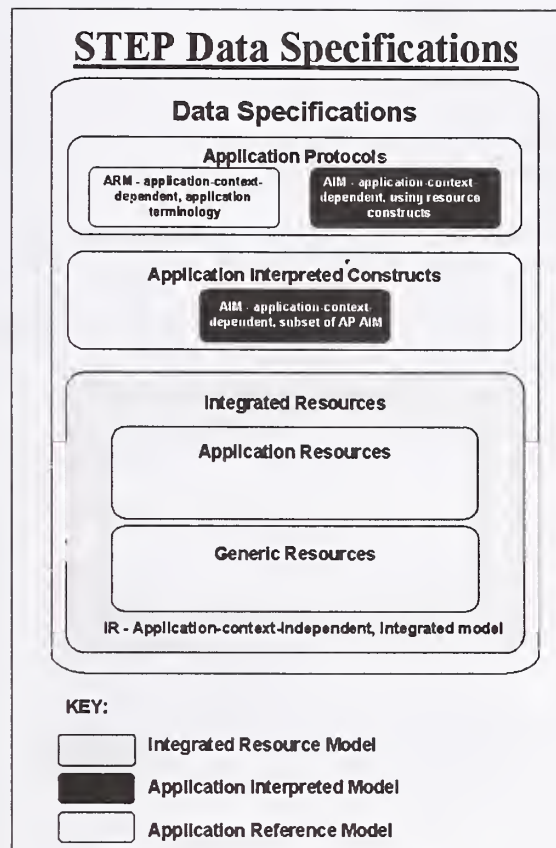 STEP Data Specifications
Data Specifications
Application Protocols
ARM - application-context-
dependent, application
terminology
AIM - application-context-
dependent, using resource
constructs
Application Interpreted Constructs
AIM - application-context-
dependent, subset of AP AIM
Integrated Resources
Application Resources
Generic Resources
IR - Application-context-Independent, Integrated model
KEY:
Integrated Resource Model
Application Interpreted Model
Application Reference Model